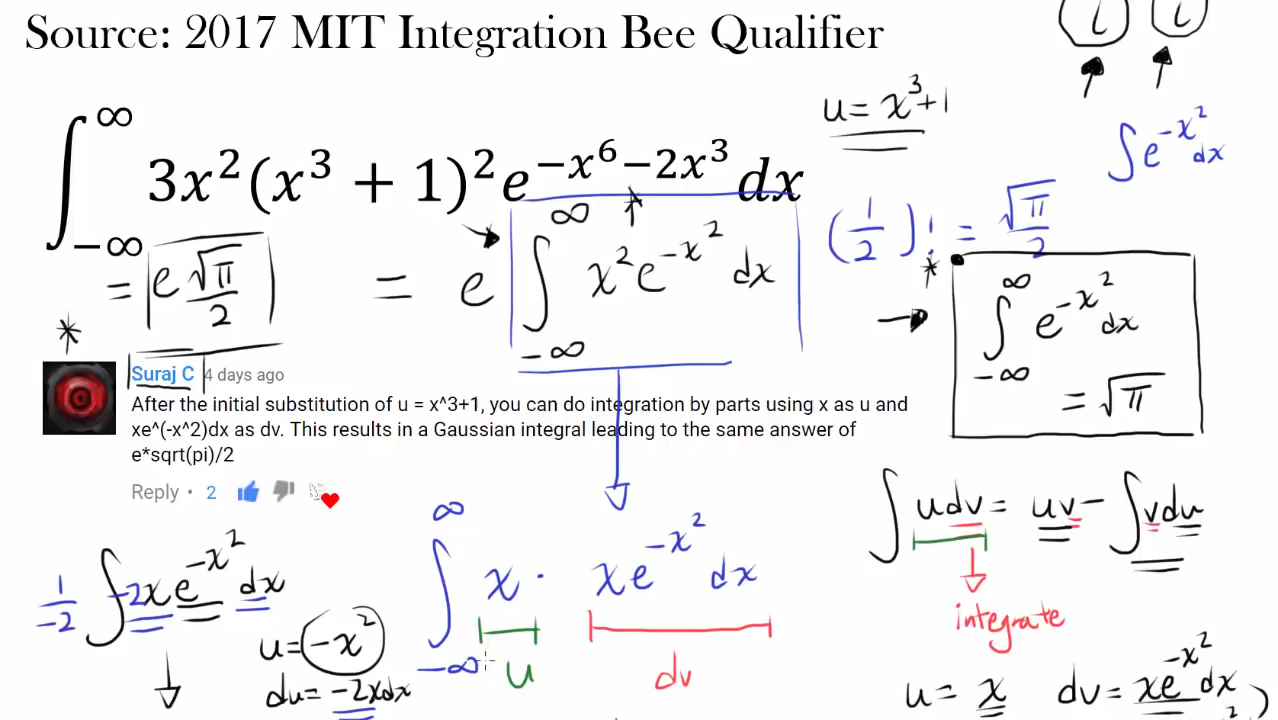 Source: 2017 MIT Integration Bee Qualifier
u = x³+1
∫_{-∞}^{∞} 3x²(x³ + 1)² e^{-x⁶-2x³} dx
∫e^{-x²}dx
(1/2)! = √π/2
= e√π/2 = e ∫_{-∞}^{∞} x²e^{-x²} dx
* *
∫_{-∞}^{∞} e^{-x²}dx
= √π
Suraj C 4 days ago
After the initial substitution of u = x^3+1, you can do integration by parts using x as u and
xe^(-x^2)dx as dv. This results in a Gaussian integral leading to the same answer of
e*sqrt(pi)/2
Reply • 2
∫udv = uv - ∫vdu
integrate
1/-2 ∫-2xe^{-x²} dx
∫_{-∞}^{∞} x · xe^{-x²} dx
u = -x²
du = -2xdx
u dv
u = x dv = xe^{-x²}dx